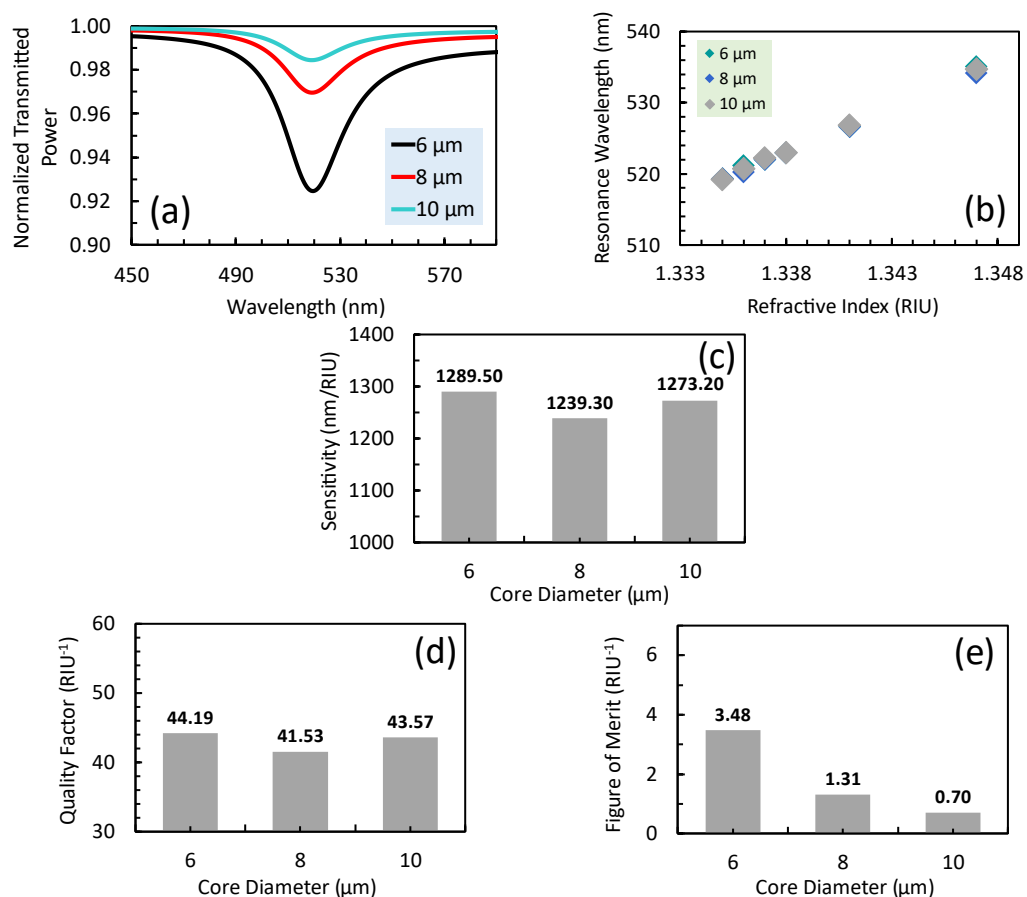 Normalized Transmitted
Power
1.00
0.98
0.96
0.94
0.92
0.90
450
490
530
570
Wavelength (nm)
6 µm
8 µm
10 µm
(a)
Resonance Wavelength (nm)
540
530
520
510
1.333
1.338
1.343
1.348
Refractive Index (RIU)
6 µm
8 µm
10 µm
(b)
Sensitivity (nm/RIU)
1400
1300
1200
1100
1000
1289.50
1239.30
1273.20
6
8
10
Core Diameter (µm)
(c)
Quality Factor (RIU⁻¹)
60
50
40
30
44.19
41.53
43.57
6
8
10
Core Diameter (µm)
(d)
Figure of Merit (RIU⁻¹)
6
4
2
0
3.48
1.31
0.70
6
8
10
Core Diameter (µm)
(e)